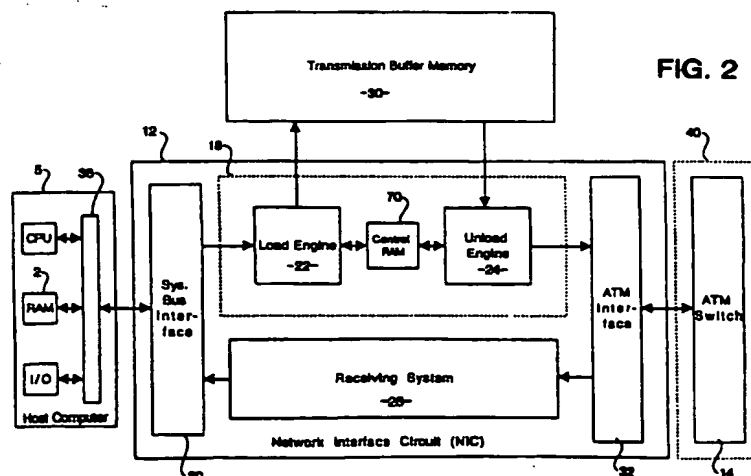 FIG. 2
Transmission Buffer Memory
-30-
12
18
40
5
36
70
CPU
2
RAM
I/O
Host Computer
Sys.
Bus
Inter-
face
Load Engine
-22-
Control
RAM
Unload
Engine
-24-
ATM
Inter-
face
ATM
Switch
Receiving System
Network Interface Circuit (NIC)
32
14